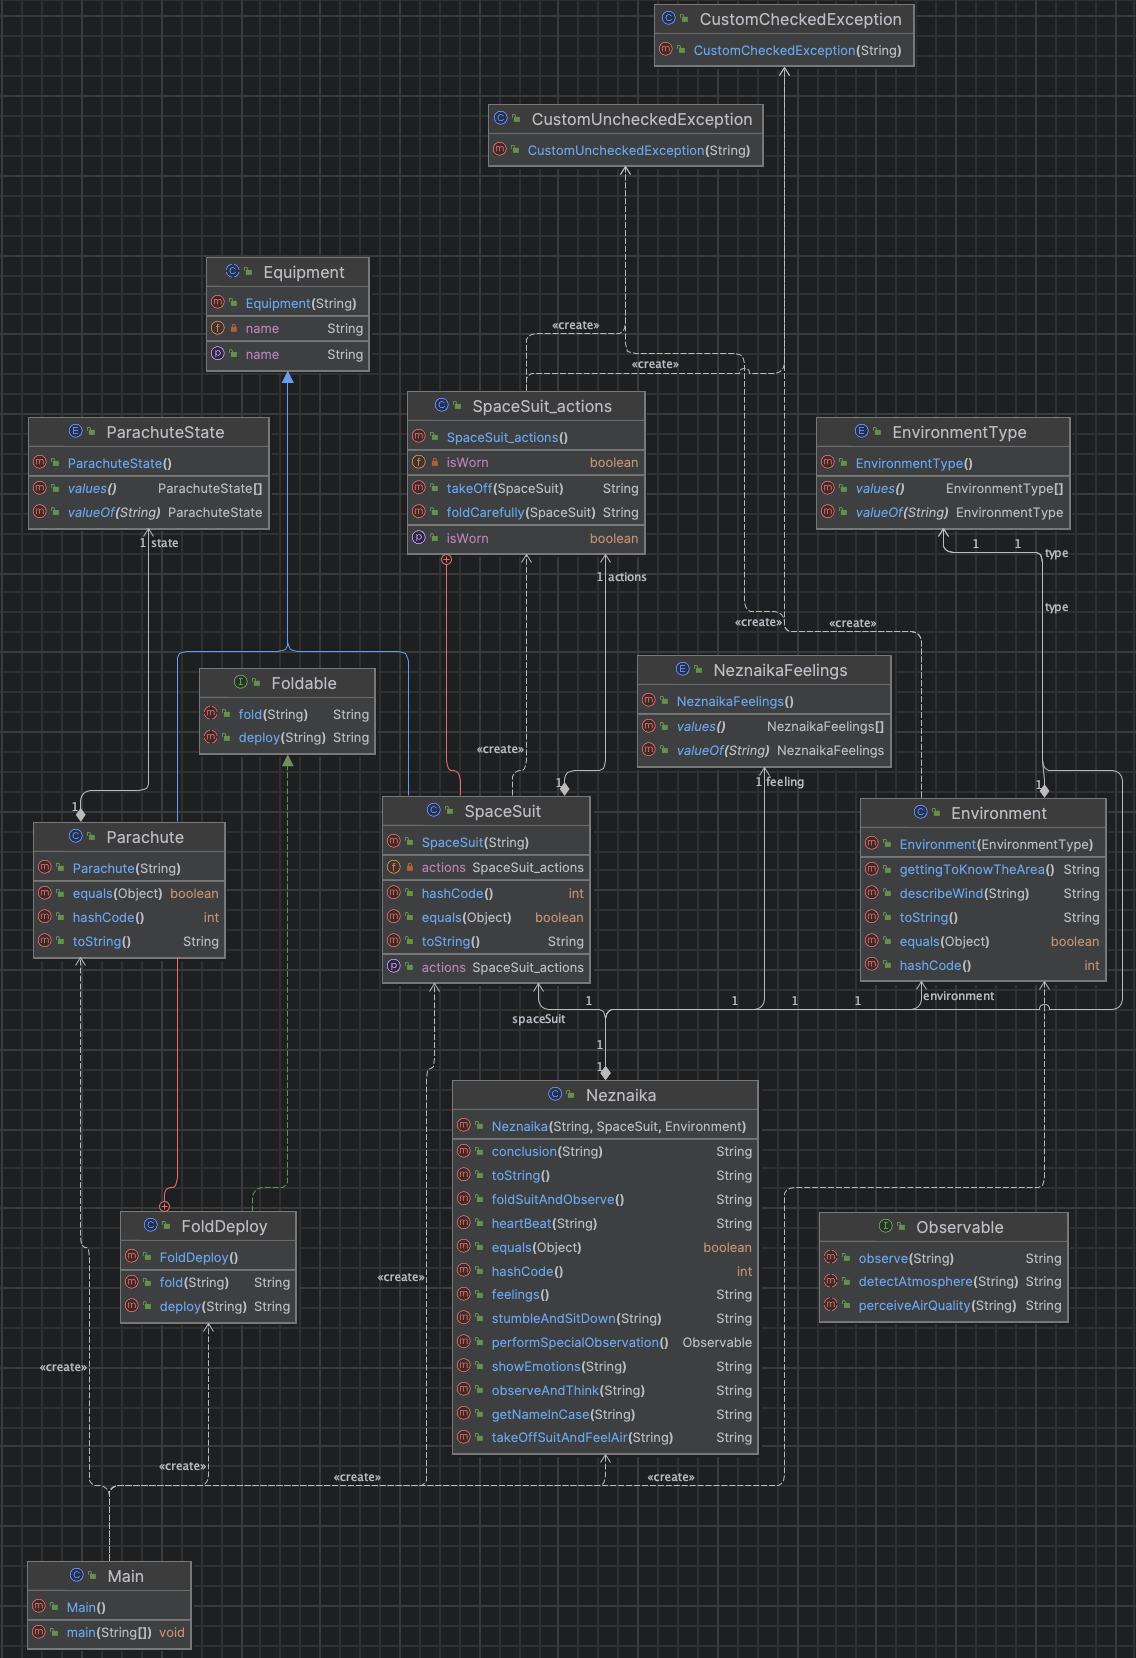 CustomCheckedException
CustomCheckedException(String)
CustomUncheckedException
CustomUncheckedException(String)
Equipment
Equipment(String)
name String
name String
«create»
«create»
SpaceSuit_actions
SpaceSuit_actions()
isWorn boolean
takeOff(SpaceSuit) String
foldCarefully(SpaceSuit) String
isWorn boolean
ParachuteState
ParachuteState()
values() ParachuteState[]
valueOf(String) ParachuteState
EnvironmentType
EnvironmentType()
values() EnvironmentType[]
valueOf(String) EnvironmentType
1 state
1 1
type
1 actions
type
«create» «create»
Foldable
fold(String) String
deploy(String) String
NeznaikaFeelings
NeznaikaFeelings()
values() NeznaikaFeelings[]
valueOf(String) NeznaikaFeelings
«create»
1
1 feeling
1
1
Parachute
Parachute(String)
equals(Object) boolean
hashCode() int
toString() String
SpaceSuit
SpaceSuit(String)
actions SpaceSuit_actions
hashCode() int
equals(Object) boolean
toString() String
actions SpaceSuit_actions
Environment
Environment(EnvironmentType)
gettingToKnowTheArea() String
describeWind(String) String
toString() String
equals(Object) boolean
hashCode() int
1 1 1 1
environment
spaceSuit
1
1
Neznaika
Neznaika(String, SpaceSuit, Environment)
conclusion(String) String
toString() String
foldSuitAndObserve() String
heartBeat(String) String
equals(Object) boolean
hashCode() int
feelings() String
stumbleAndSitDown(String) String
performSpecialObservation() Observable
showEmotions(String) String
observeAndThink(String) String
getNameInCase(String) String
takeOffSuitAndFeelAir(String) String
FoldDeploy
FoldDeploy()
fold(String) String
deploy(String) String
Observable
observe(String) String
detectAtmosphere(String) String
perceiveAirQuality(String) String
«create»
«create»
«create»
«create»
«create»
Main
Main()
main(String[]) void